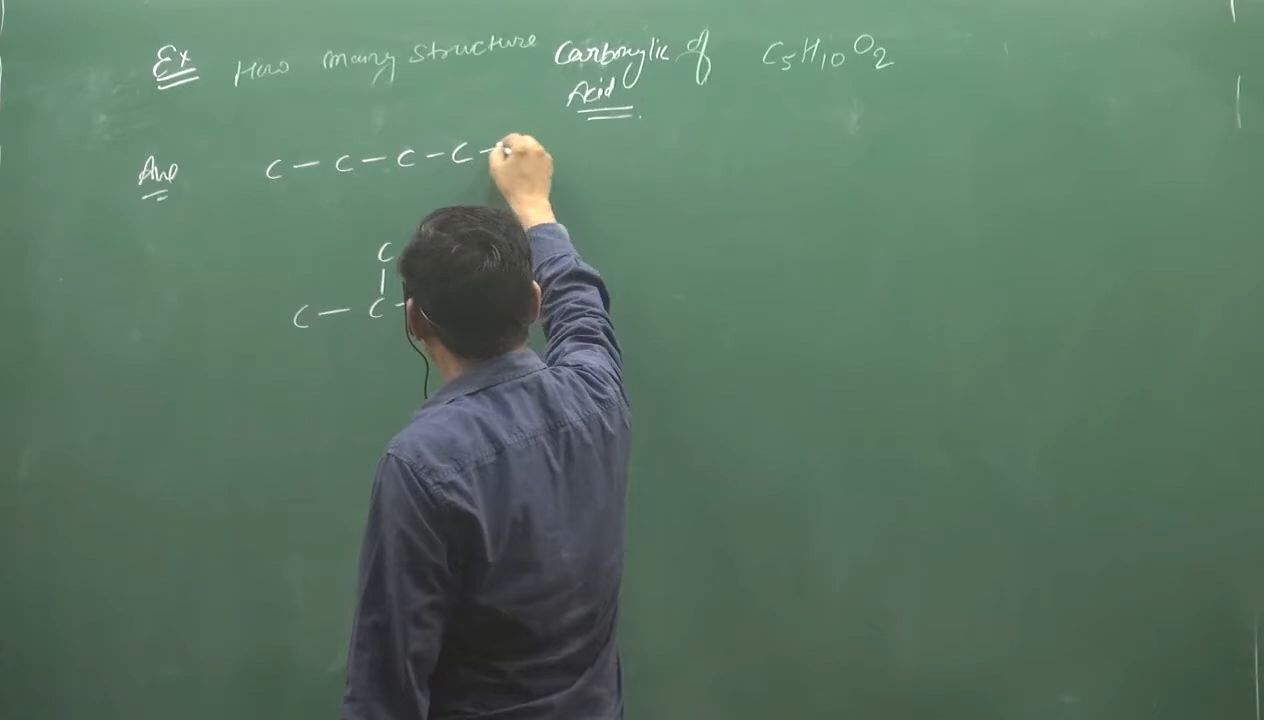 Ex How many structure Carboxylic of C5H10O2
Acid
Ans C – C – C – C –
C
|
C – C –